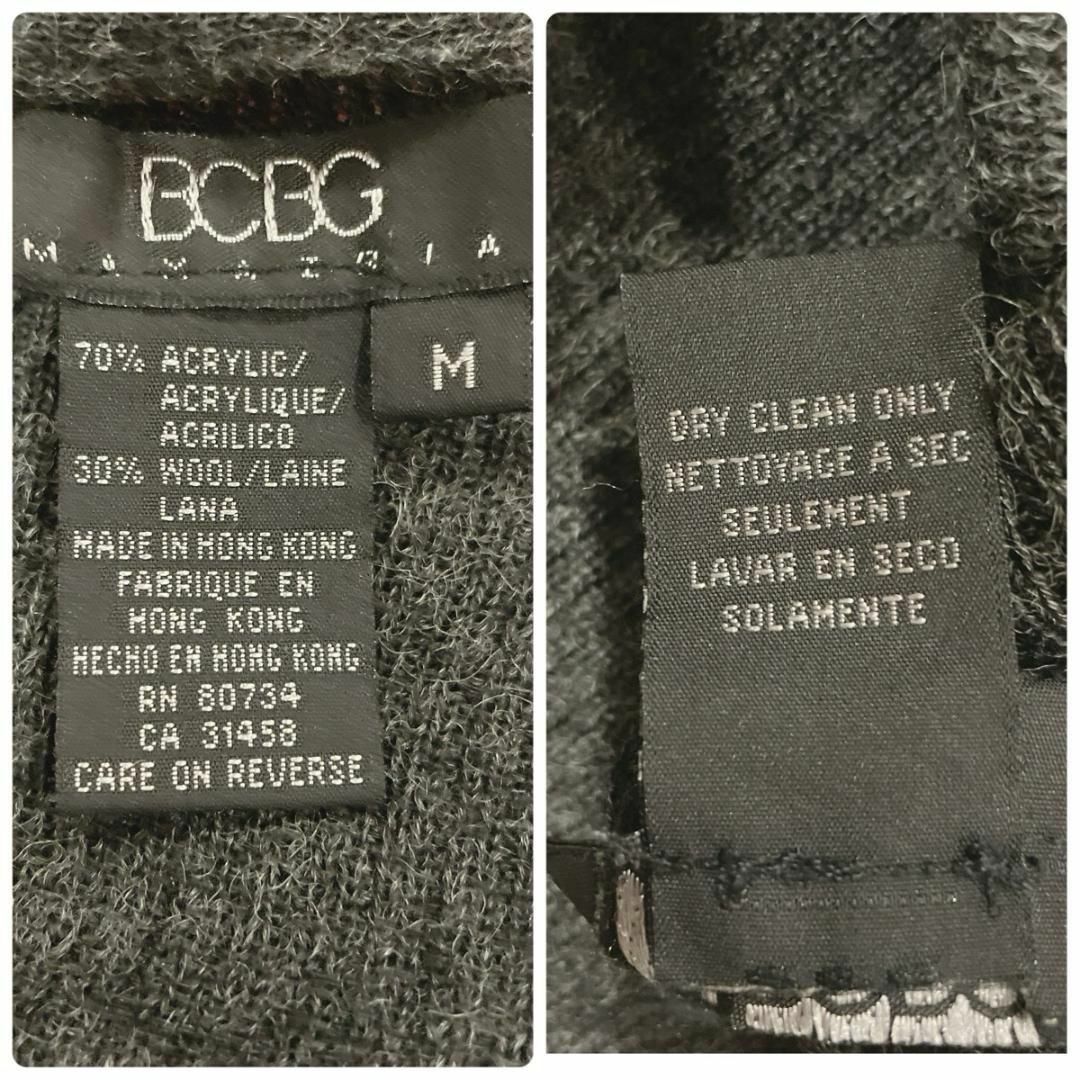 BCBG
MAXAZRIA
M
70% ACRYLIC/
ACRYLIQUE/
ACRILICO
30% WOOL/LAINE
LANA
MADE IN HONG KONG
FABRIQUE EN
HONG KONG
HECHO EN HONG KONG
RN 80734
CA 31458
CARE ON REVERSE
DRY CLEAN ONLY
NETTOYAGE A SEC
SEULEMENT
LAVAR EN SECO
SOLAMENTE